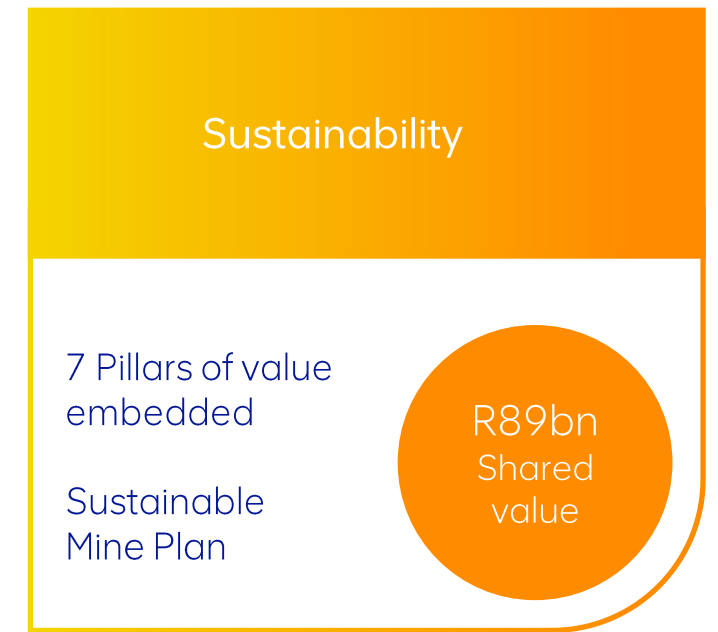 Sustainability
7 Pillars of value
embedded
Sustainable
Mine Plan
R89bn
Shared
value